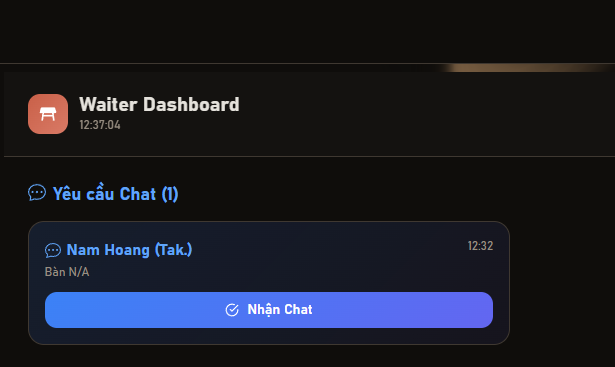 Waiter Dashboard
12:37:04
Yêu cầu Chat (1)
Nam Hoang (Tak.)
12:32
Bàn N/A
Nhận Chat